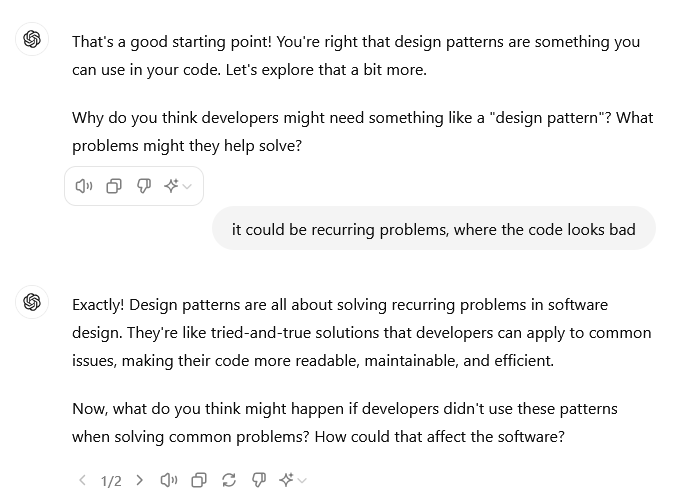 That's a good starting point! You're right that design patterns are something you
can use in your code. Let's explore that a bit more.
Why do you think developers might need something like a "design pattern"? What
problems might they help solve?
it could be recurring problems, where the code looks bad
Exactly! Design patterns are all about solving recurring problems in software
design. They're like tried-and-true solutions that developers can apply to common
issues, making their code more readable, maintainable, and efficient.
Now, what do you think might happen if developers didn't use these patterns
when solving common problems? How could that affect the software?
1/2